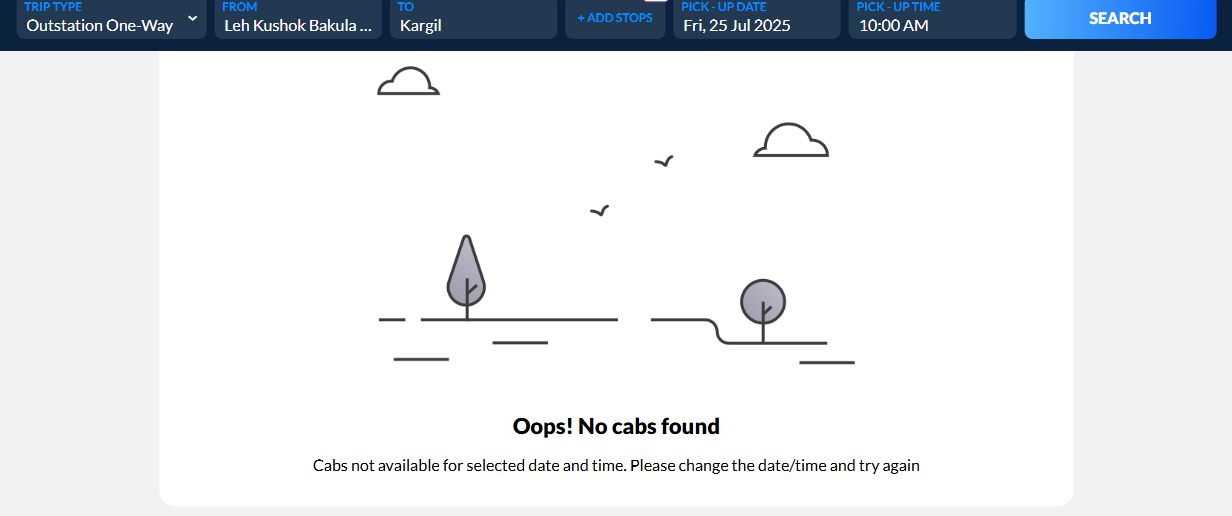 TRIP TYPE FROM TO PICK - UP DATE PICK - UP TIME
Outstation One-Way Leh Kushok Bakula ... Kargil + ADD STOPS Fri, 25 Jul 2025 10:00 AM SEARCH
Oops! No cabs found
Cabs not available for selected date and time. Please change the date/time and try again